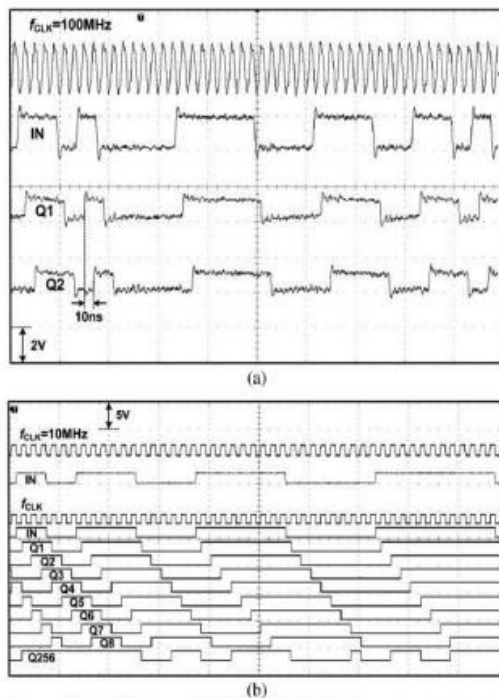 fCLK=100MHz
IN
Q1
Q2
10ns
2V
(a)
5V
fCLK=10MHz
IN
fCLK
IN
Q1
Q2
Q3
Q4
Q5
Q6
Q7
Q8
Q256
(b)